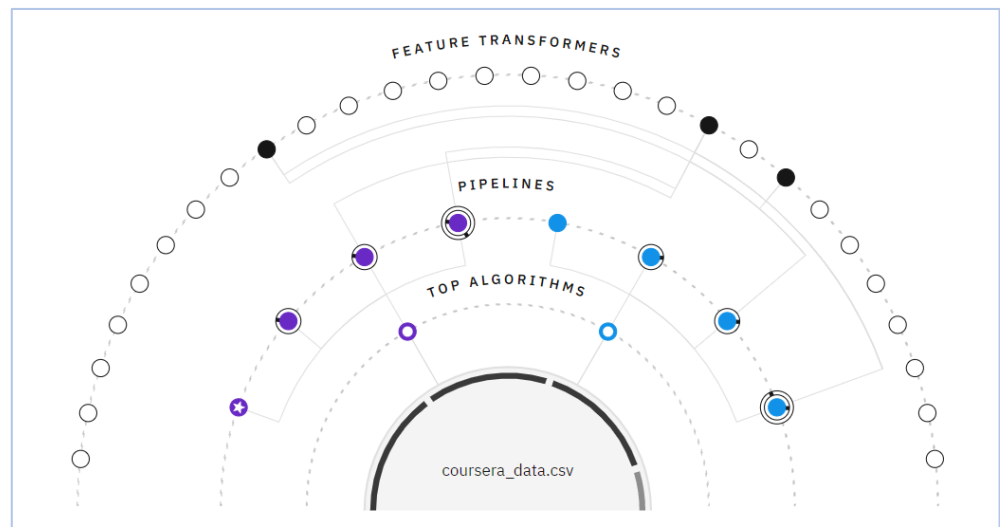 FEATURE TRANSFORMERS
PIPELINES
TOP ALGORITHMS
coursera_data.csv